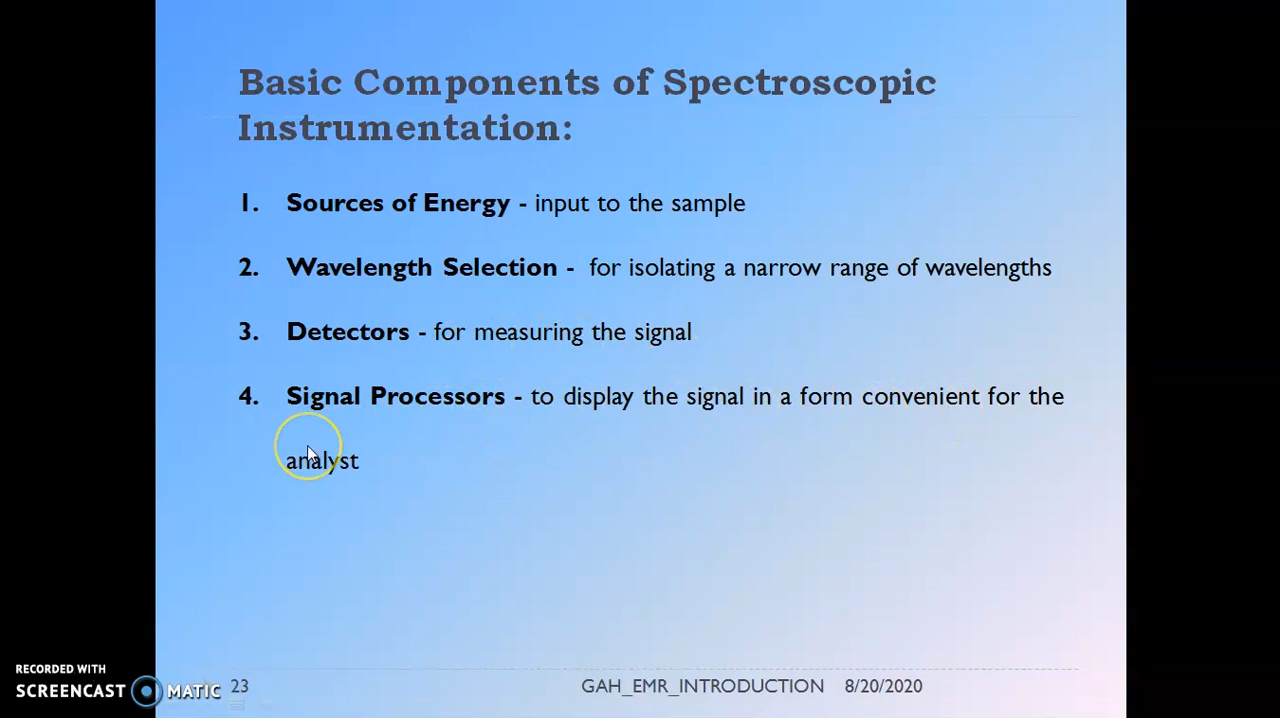 Basic Components of Spectroscopic
Instrumentation:
1. Sources of Energy - input to the sample
2. Wavelength Selection - for isolating a narrow range of wavelengths
3. Detectors - for measuring the signal
4. Signal Processors - to display the signal in a form convenient for the
analyst
RECORDED WITH
SCREENCAST MATIC
23 GAH_EMR_INTRODUCTION 8/20/2020